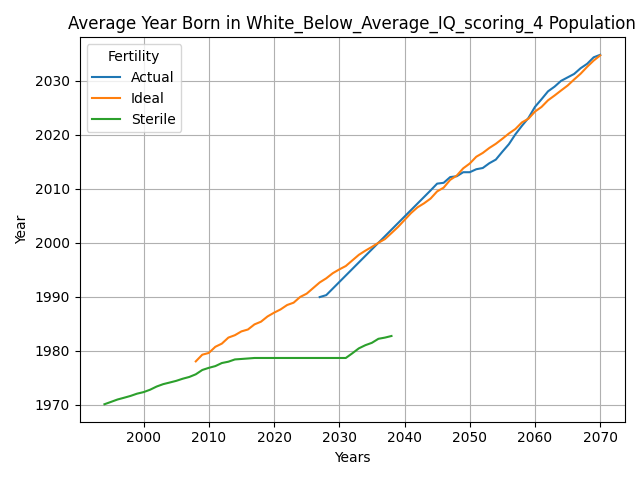 Average Year Born in White_Below_Average_IQ_scoring_4 Population
Fertility
Actual
Ideal
Sterile
Year
2030
2020
2010
2000
1990
1980
1970
2000 2010 2020 2030 2040 2050 2060 2070
Years